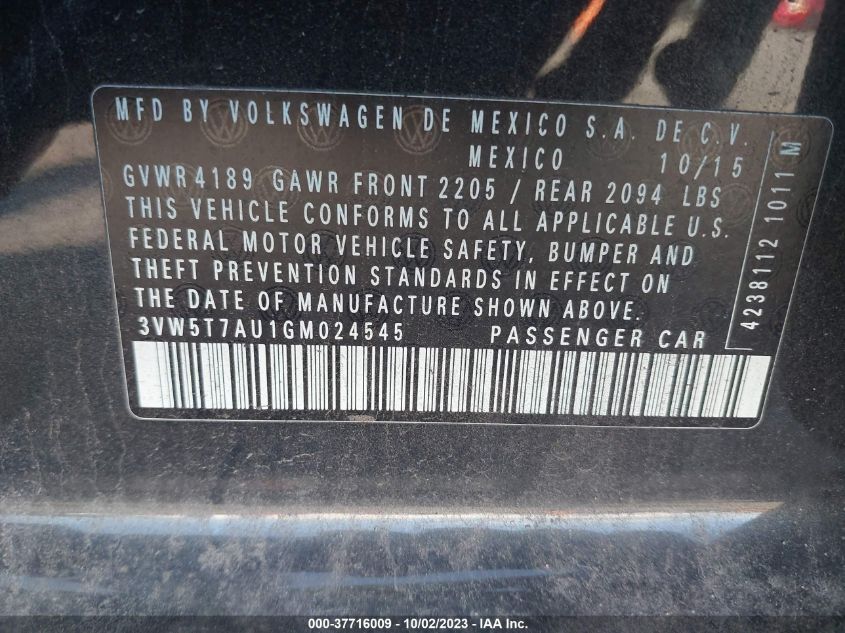 MFD BY VOLKSWAGEN DE MEXICO S.A. DE C.V.
MEXICO 10/15
GVWR 4189 GAWR FRONT 2205 / REAR 2094 LBS
THIS VEHICLE CONFORMS TO ALL APPLICABLE U.S.
FEDERAL MOTOR VEHICLE SAFETY, BUMPER AND
THEFT PREVENTION STANDARDS IN EFFECT ON
THE DATE OF MANUFACTURE SHOWN ABOVE.
3VW5T7AU1GM024545 PASSENGER CAR
4238112 1011 M
000-37716009 - 10/02/2023 - IAA Inc.